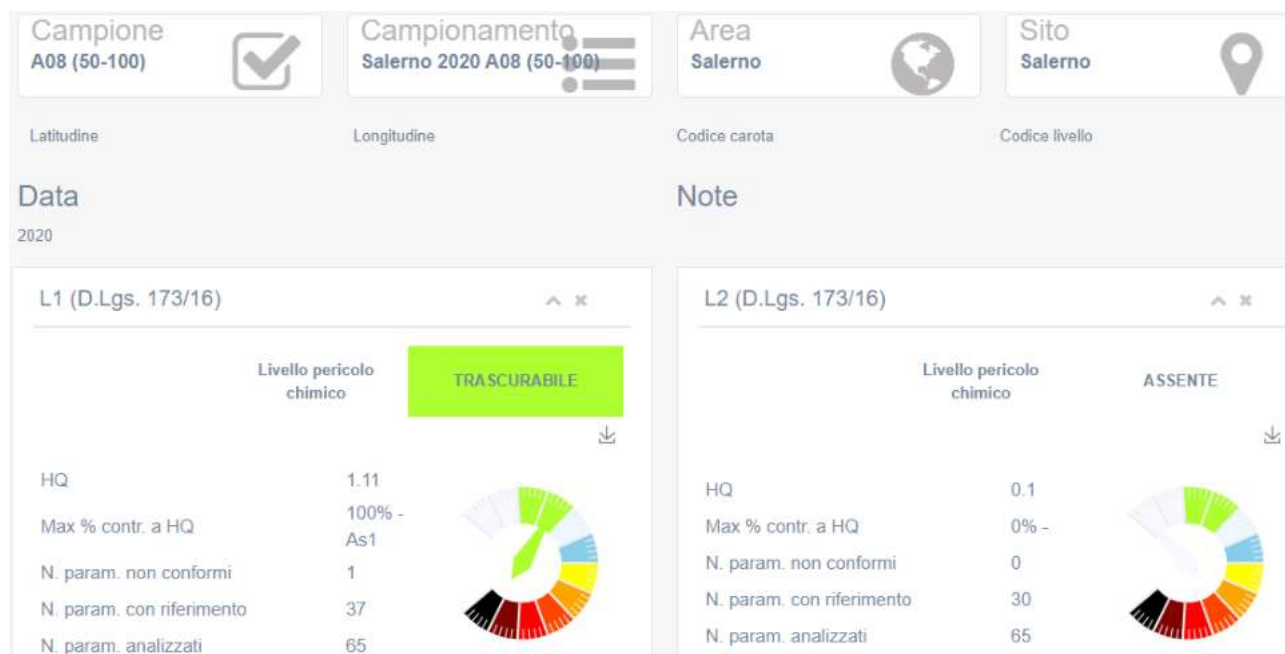 Campione
A08 (50-100)
Campionamento
Salerno 2020 A08 (50-100)
Area
Salerno
Sito
Salerno
Latitudine
Longitudine
Codice carota
Codice livello
Data
2020
Note
L1 (D.Lgs. 173/16)
Livello pericolo
chimico
TRASCURABILE
HQ 1.11
Max % contr. a HQ 100% -
As1
N. param. non conformi 1
N. param. con riferimento 37
N. param. analizzati 65
L2 (D.Lgs. 173/16)
Livello pericolo
chimico
ASSENTE
HQ 0.1
Max % contr. a HQ 0% -
N. param. non conformi 0
N. param. con riferimento 30
N. param. analizzati 65